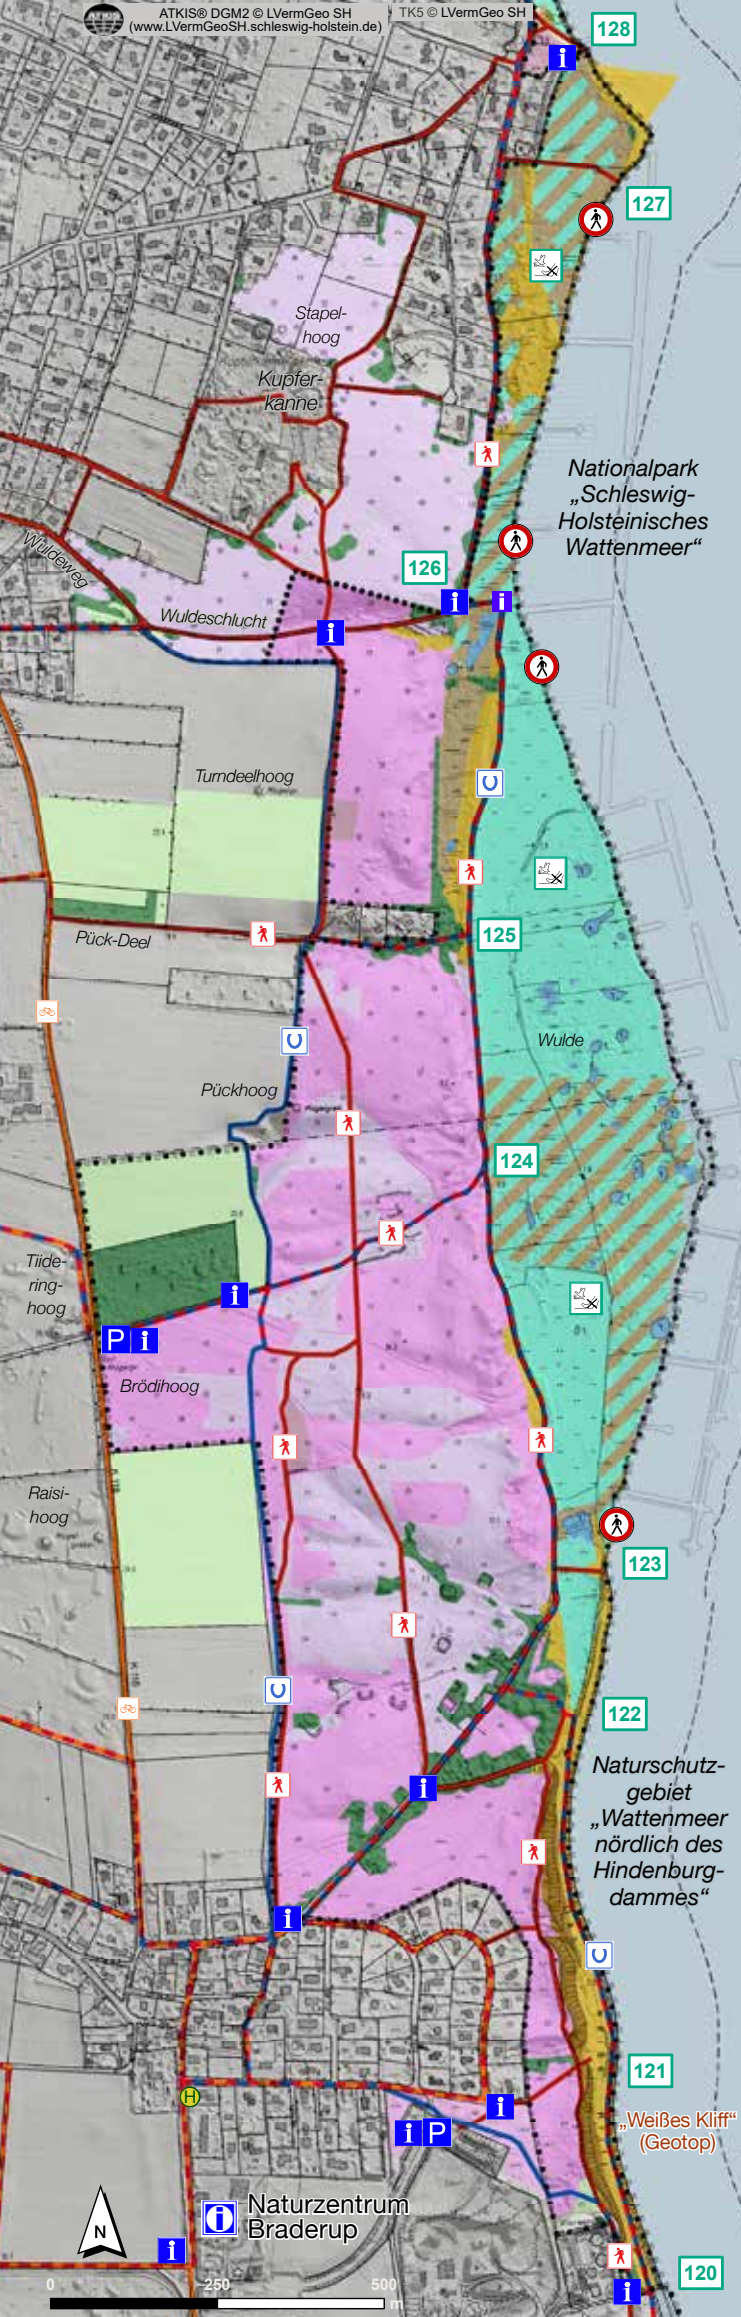 ATKIS® DGM2 © LVermGeo SH
(www.LVermGeoSH.schleswig-holstein.de)
TK5 © LVermGeo SH
128
i
127
Stapel-
hoog
Kupfer-
kanne
Nationalpark
„Schleswig-
Holsteinisches
Wattenmeer“
Wuldeweg
126
i
i
Wuldeschlucht
i
Turndeelhoog
125
Pück-Deel
Wulde
Pückhoog
124
Tiide-
ring-
hoog
i
P i
Brödihoog
Raisi-
hoog
123
122
Naturschutz-
gebiet
„Wattenmeer
nördlich des
Hindenburg-
dammes“
i
i
121
H
„Weißes Kliff“
(Geotop)
i
i P
i
Naturzentrum
Braderup
N
i
120
i
0 250 500
m